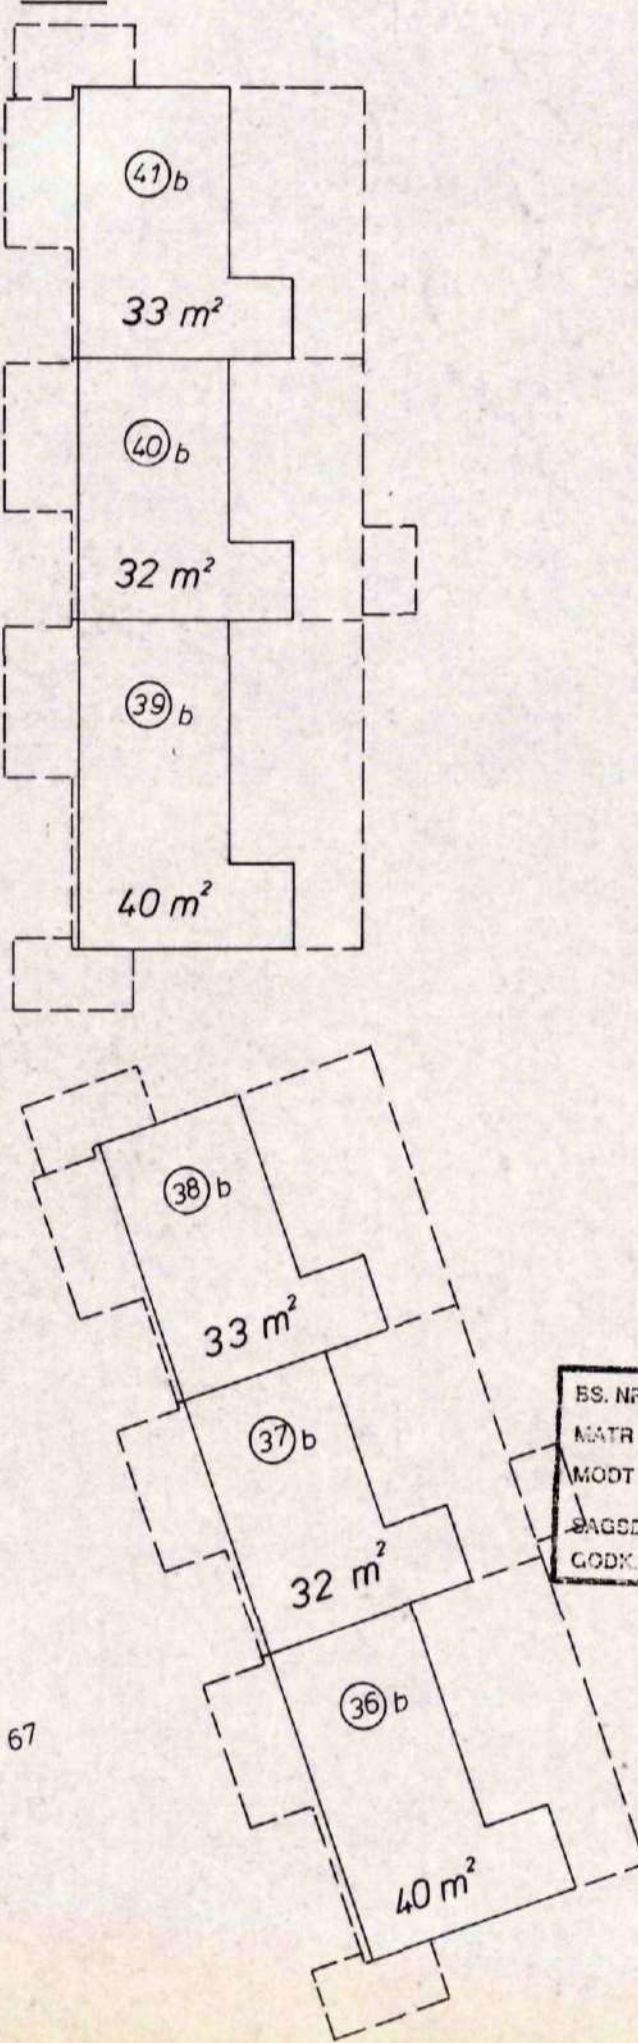 41 b
33 m²
40 b
32 m²
39 b
40 m²
38 b
33 m²
37 b
32 m²
36 b
40 m²
67
BS. NR
MATR
MODT
SAGSB
GODK.